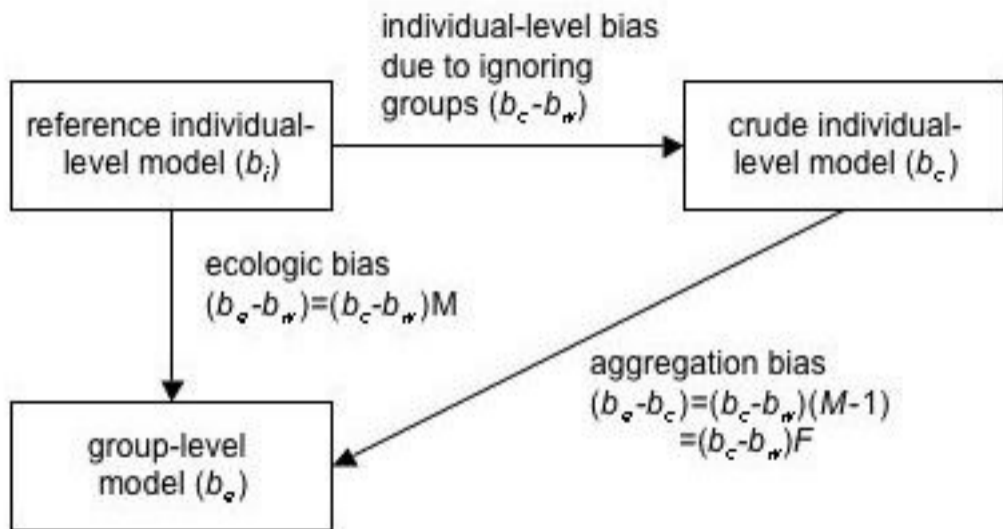 individual-level bias
due to ignoring
groups (b_c-b_w)
reference individual-
level model (b_i)
crude individual-
level model (b_c)
ecologic bias
(b_e-b_w)=(b_c-b_w)M
aggregation bias
(b_e-b_c)=(b_c-b_w)(M-1)
=(b_c-b_w)F
group-level
model (b_e)